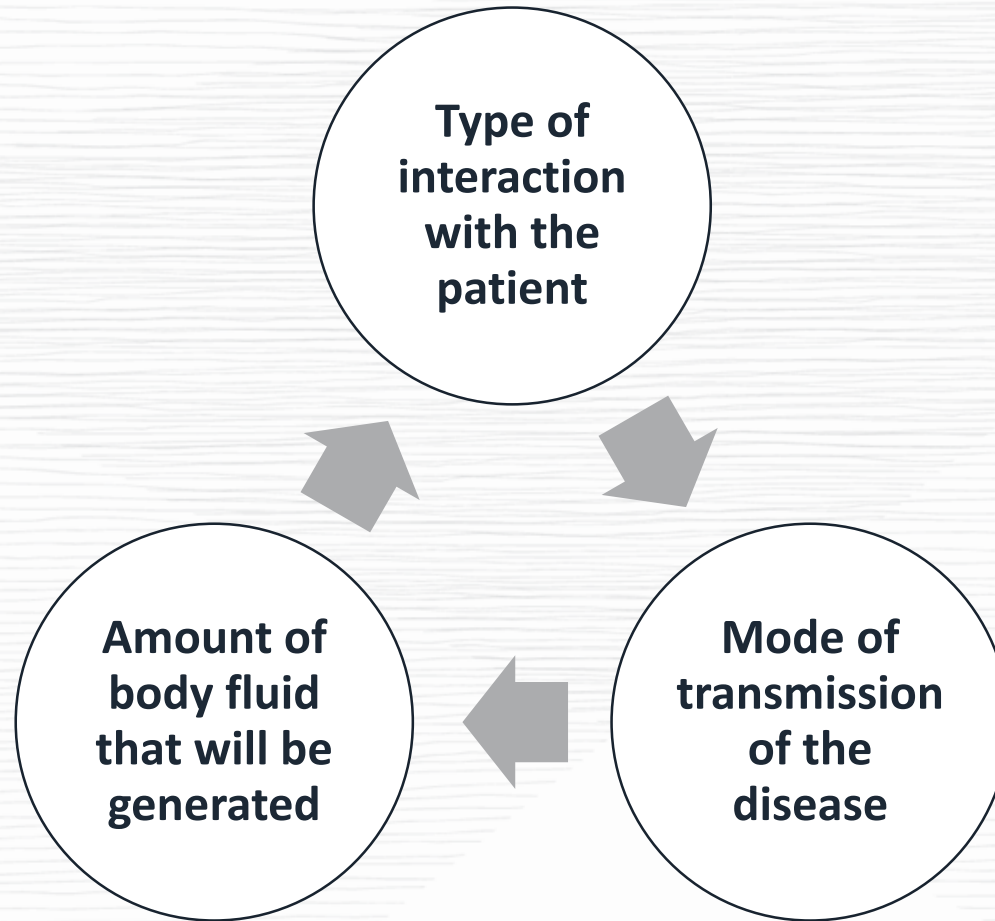 Type of
interaction
with the
patient
Mode of
transmission
of the
disease
Amount of
body fluid
that will be
generated